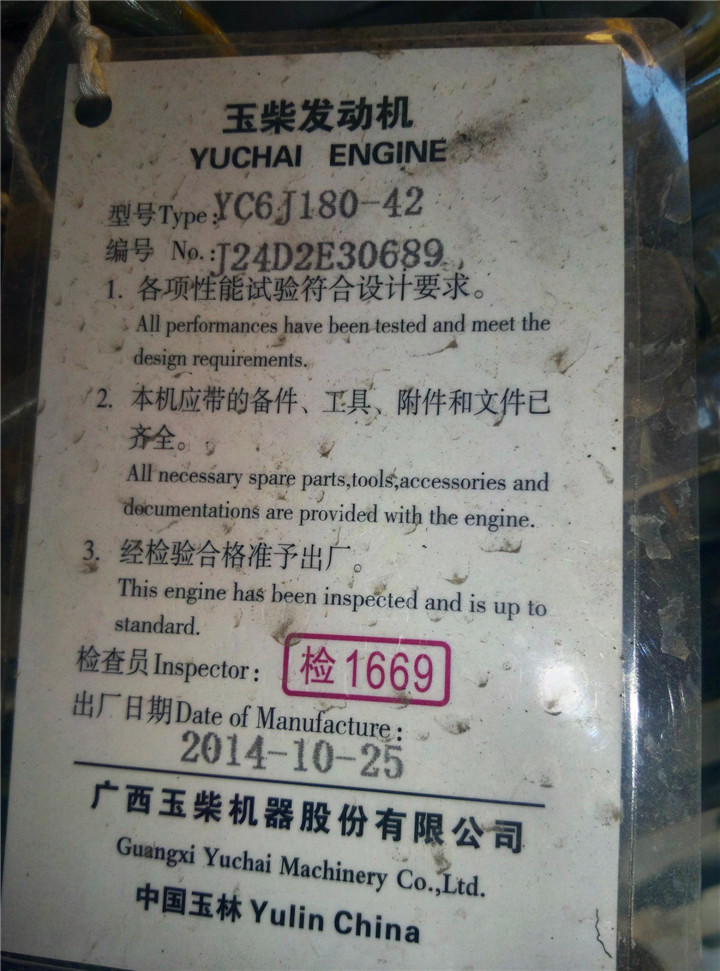 玉柴发动机
YUCHAI ENGINE
型号Type:YC6J180-42
编号 No.:J24D2E30689
1. 各项性能试验符合设计要求。
All performances have been tested and meet the
design requirements.
2. 本机应带的备件、工具、附件和文件已
齐全。
All necessary spare parts,tools,accessories and
documentations are provided with the engine.
3. 经检验合格准予出厂。
This engine has been inspected and is up to
standard.
检查员Inspector: 检1669
出厂日期Date of Manufacture:
2014-10-25
广西玉柴机器股份有限公司
Guangxi Yuchai Machinery Co.,Ltd.
中国玉林 Yulin China